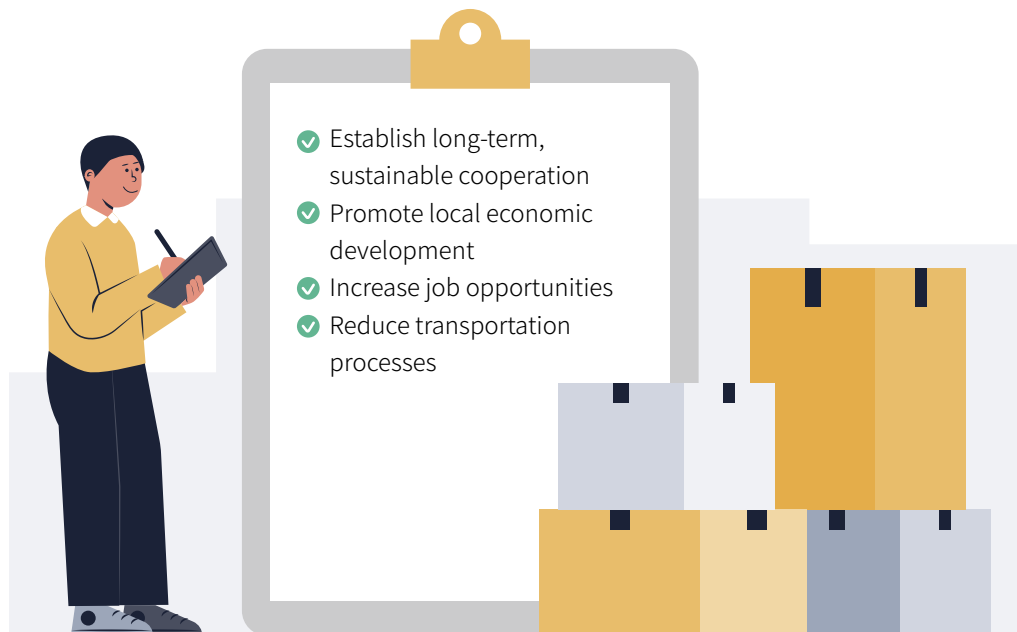 Establish long-term,
sustainable cooperation
Promote local economic
development
Increase job opportunities
Reduce transportation
processes